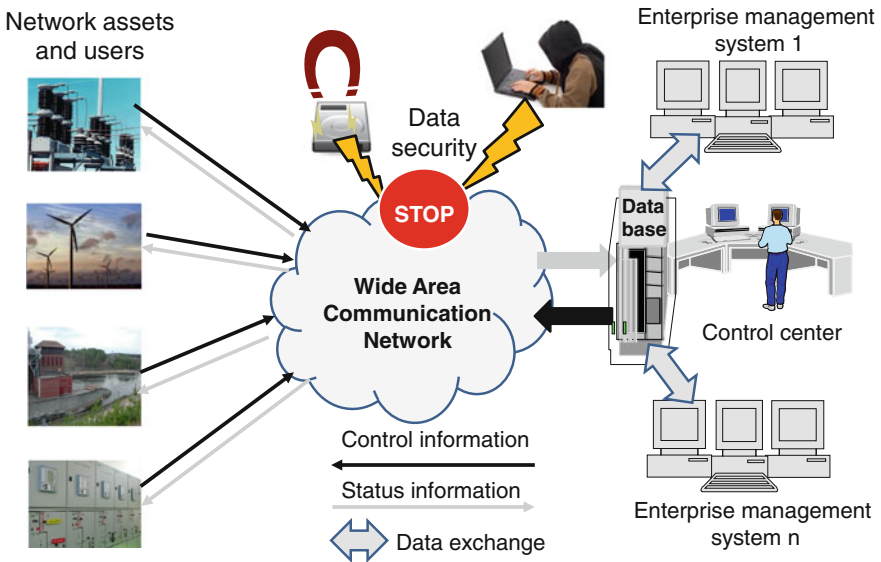 Network assets
and users
Data
security
STOP
Wide Area
Communication
Network
Enterprise management
system 1
Data
base
Control center
Control information
Status information
Data exchange
Enterprise management
system n